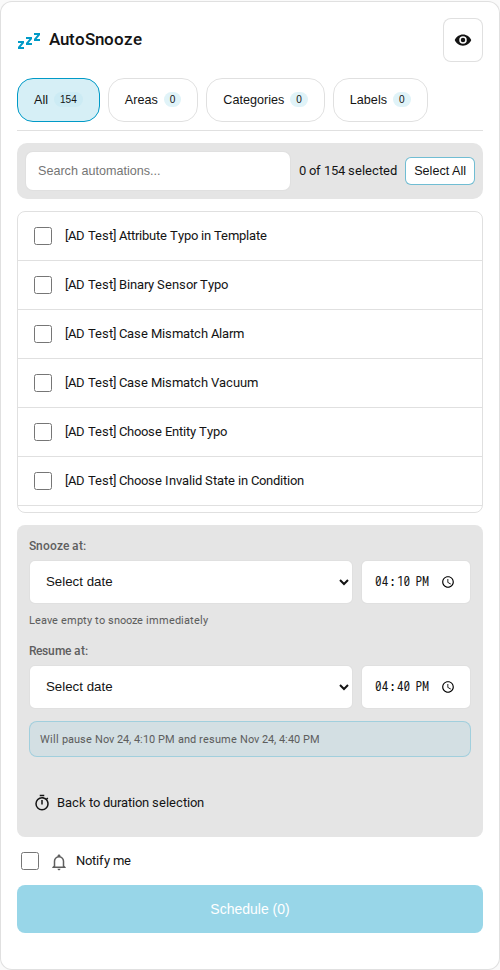 zzz AutoSnooze
All 154 Areas 0 Categories 0 Labels 0
Search automations... 0 of 154 selected Select All
[AD Test] Attribute Typo in Template
[AD Test] Binary Sensor Typo
[AD Test] Case Mismatch Alarm
[AD Test] Case Mismatch Vacuum
[AD Test] Choose Entity Typo
[AD Test] Choose Invalid State in Condition
Snooze at:
Select date 04:10 PM
Leave empty to snooze immediately
Resume at:
Select date 04:40 PM
Will pause Nov 24, 4:10 PM and resume Nov 24, 4:40 PM
Back to duration selection
Notify me
Schedule (0)